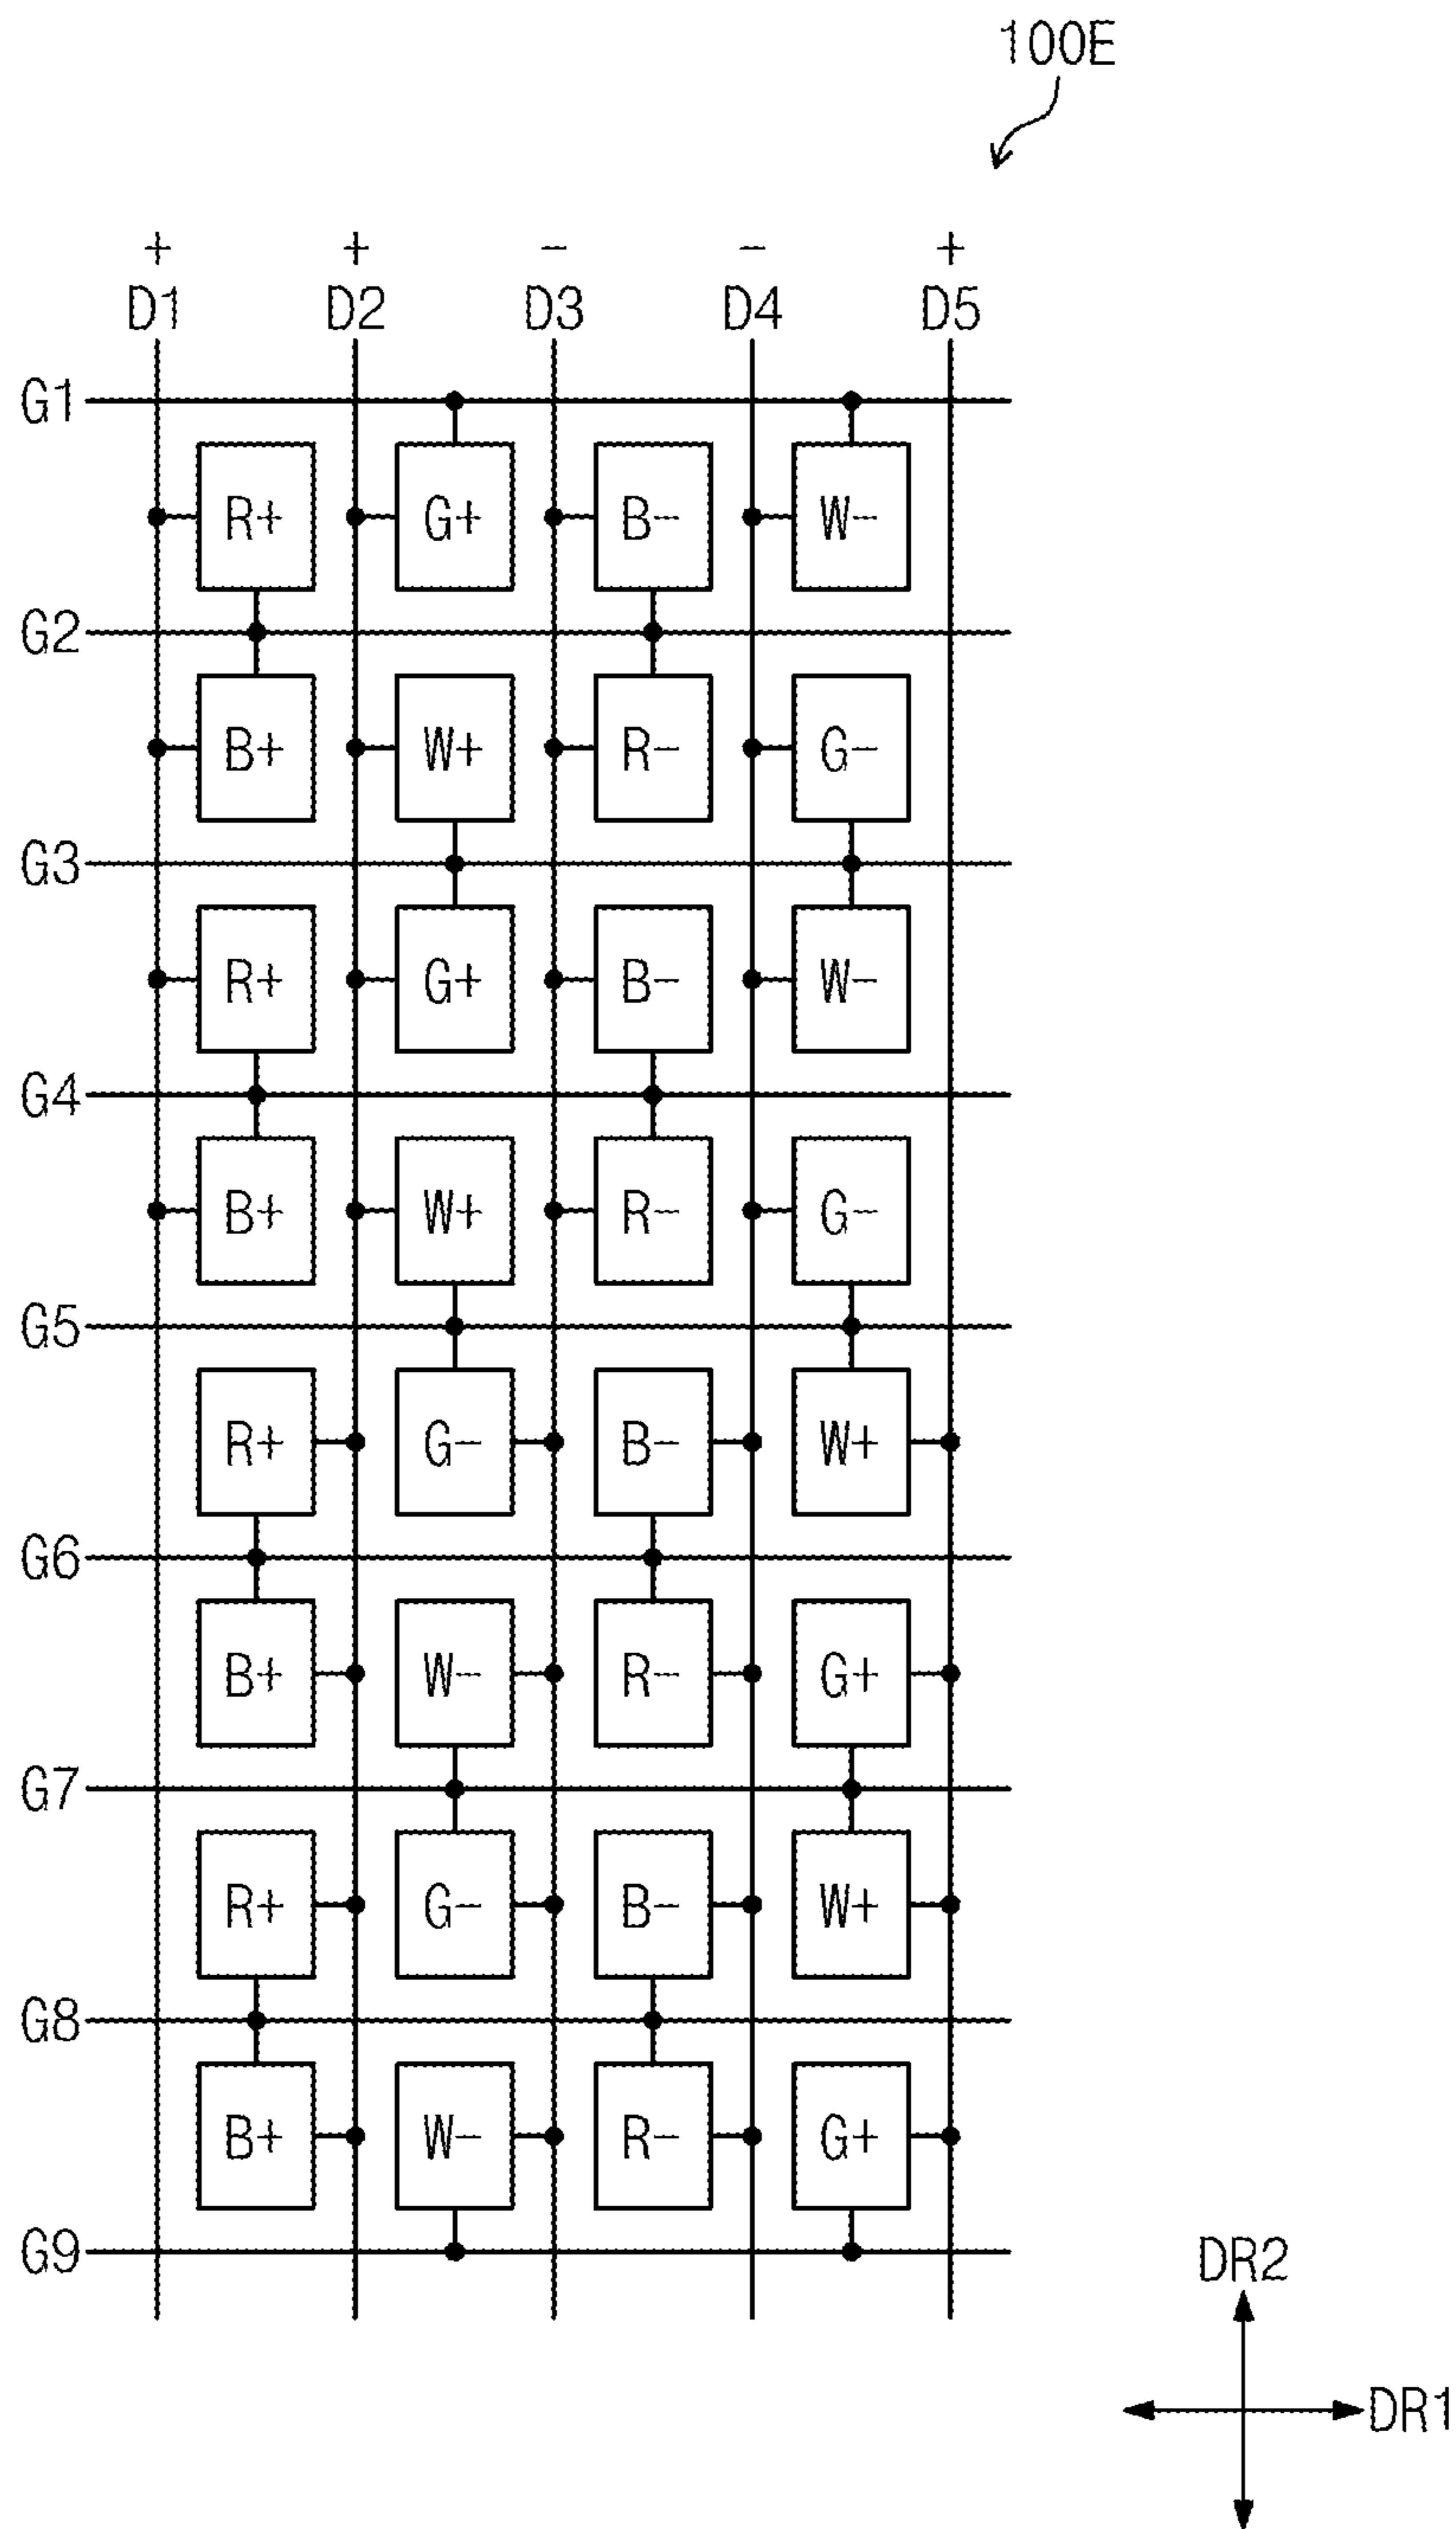 100E
+ + - - +
D1 D2 D3 D4 D5
G1
R+ G+ B- W-
G2
B+ W+ R- G-
G3
R+ G+ B- W-
G4
B+ W+ R- G-
G5
R+ G- B- W+
G6
B+ W- R- G+
G7
R+ G- B- W+
G8
B+ W- R- G+
G9
DR2
DR1